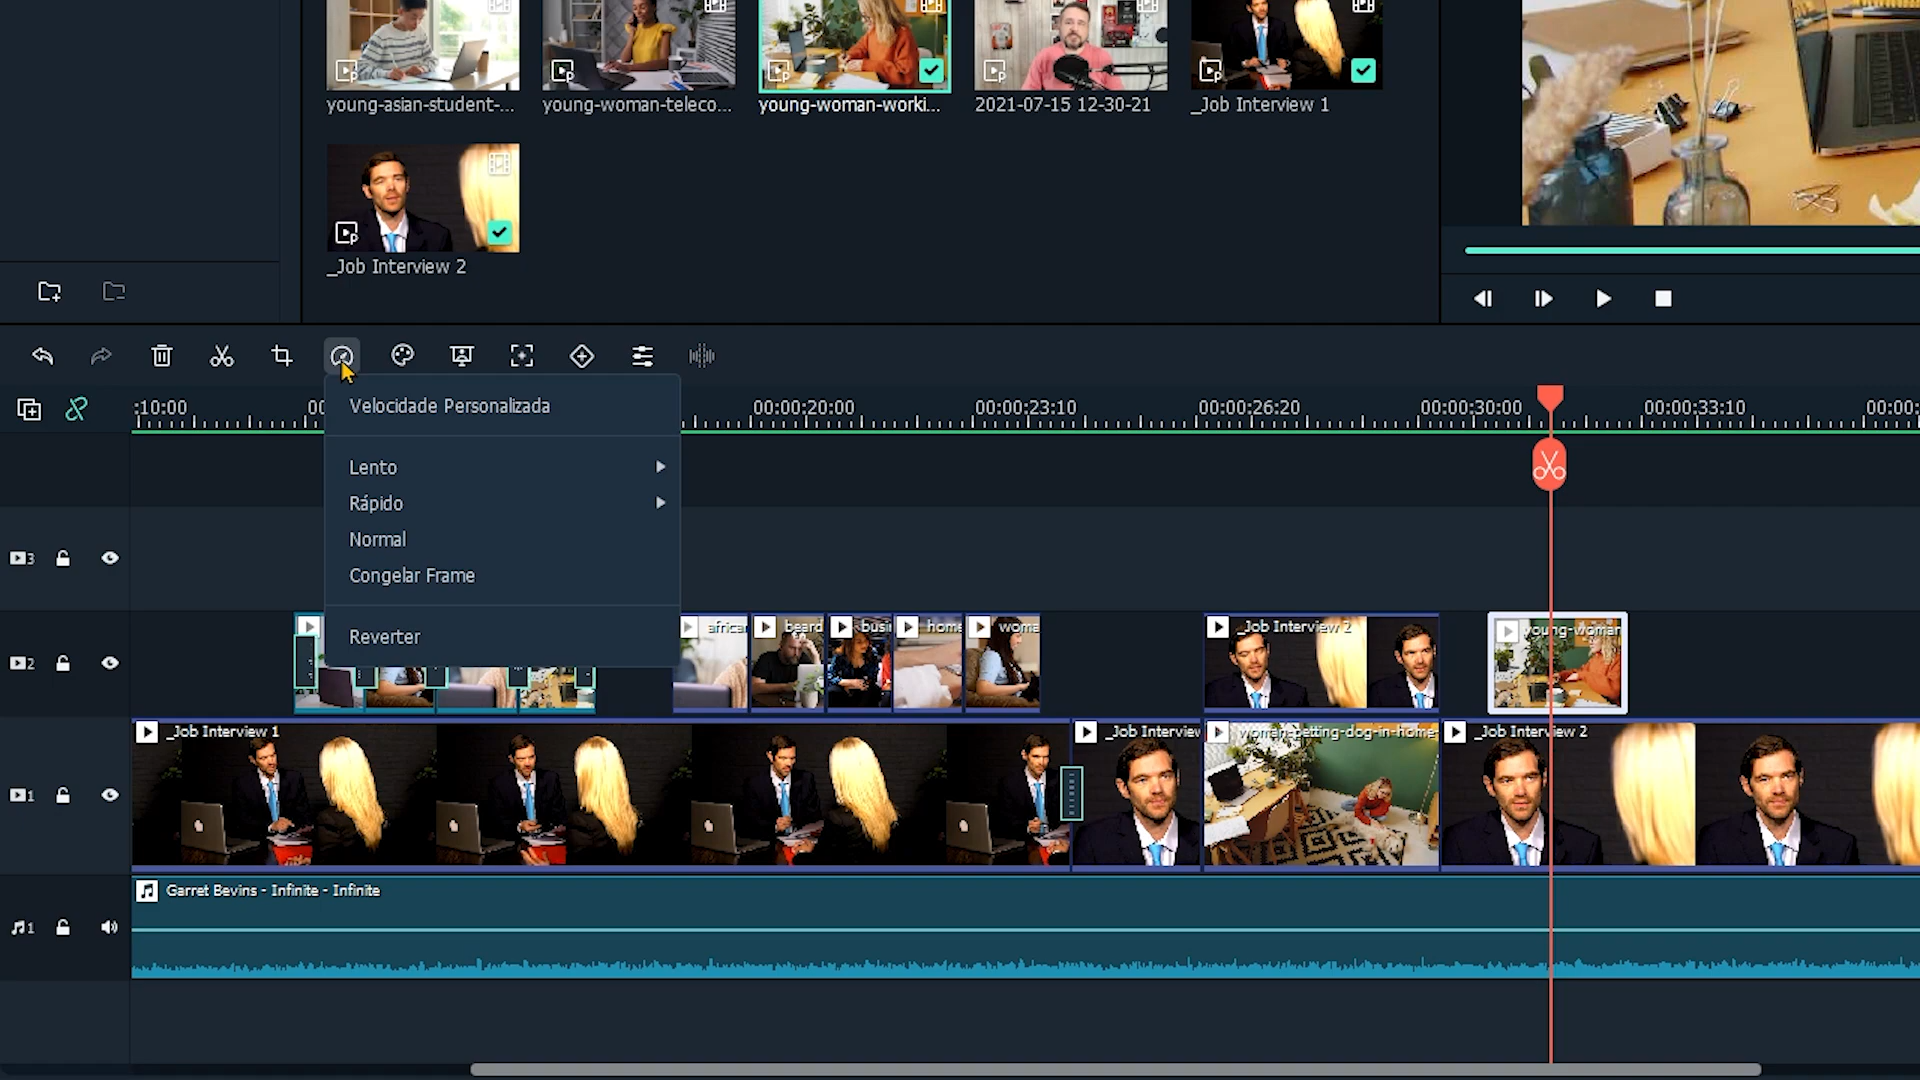 young-asian-student-...
young-woman-teleco...
young-woman-worki...
2021-07-15 12-30-21
_Job Interview 1
_Job Interview 2
:10:00
00:00:20:00
00:00:23:10
00:00:26:20
00:00:30:00
00:00:33:10
00:00:
Velocidade Personalizada
Lento
Rápido
Normal
Congelar Frame
Reverter
3
2
africa
beard
busi
home
woma
_Job Interview 2
young-woman
1
_Job Interview 1
_Job Interview
woman-petting-dog-in-home-
_Job Interview 2
1
Garret Bevins - Infinite - Infinite